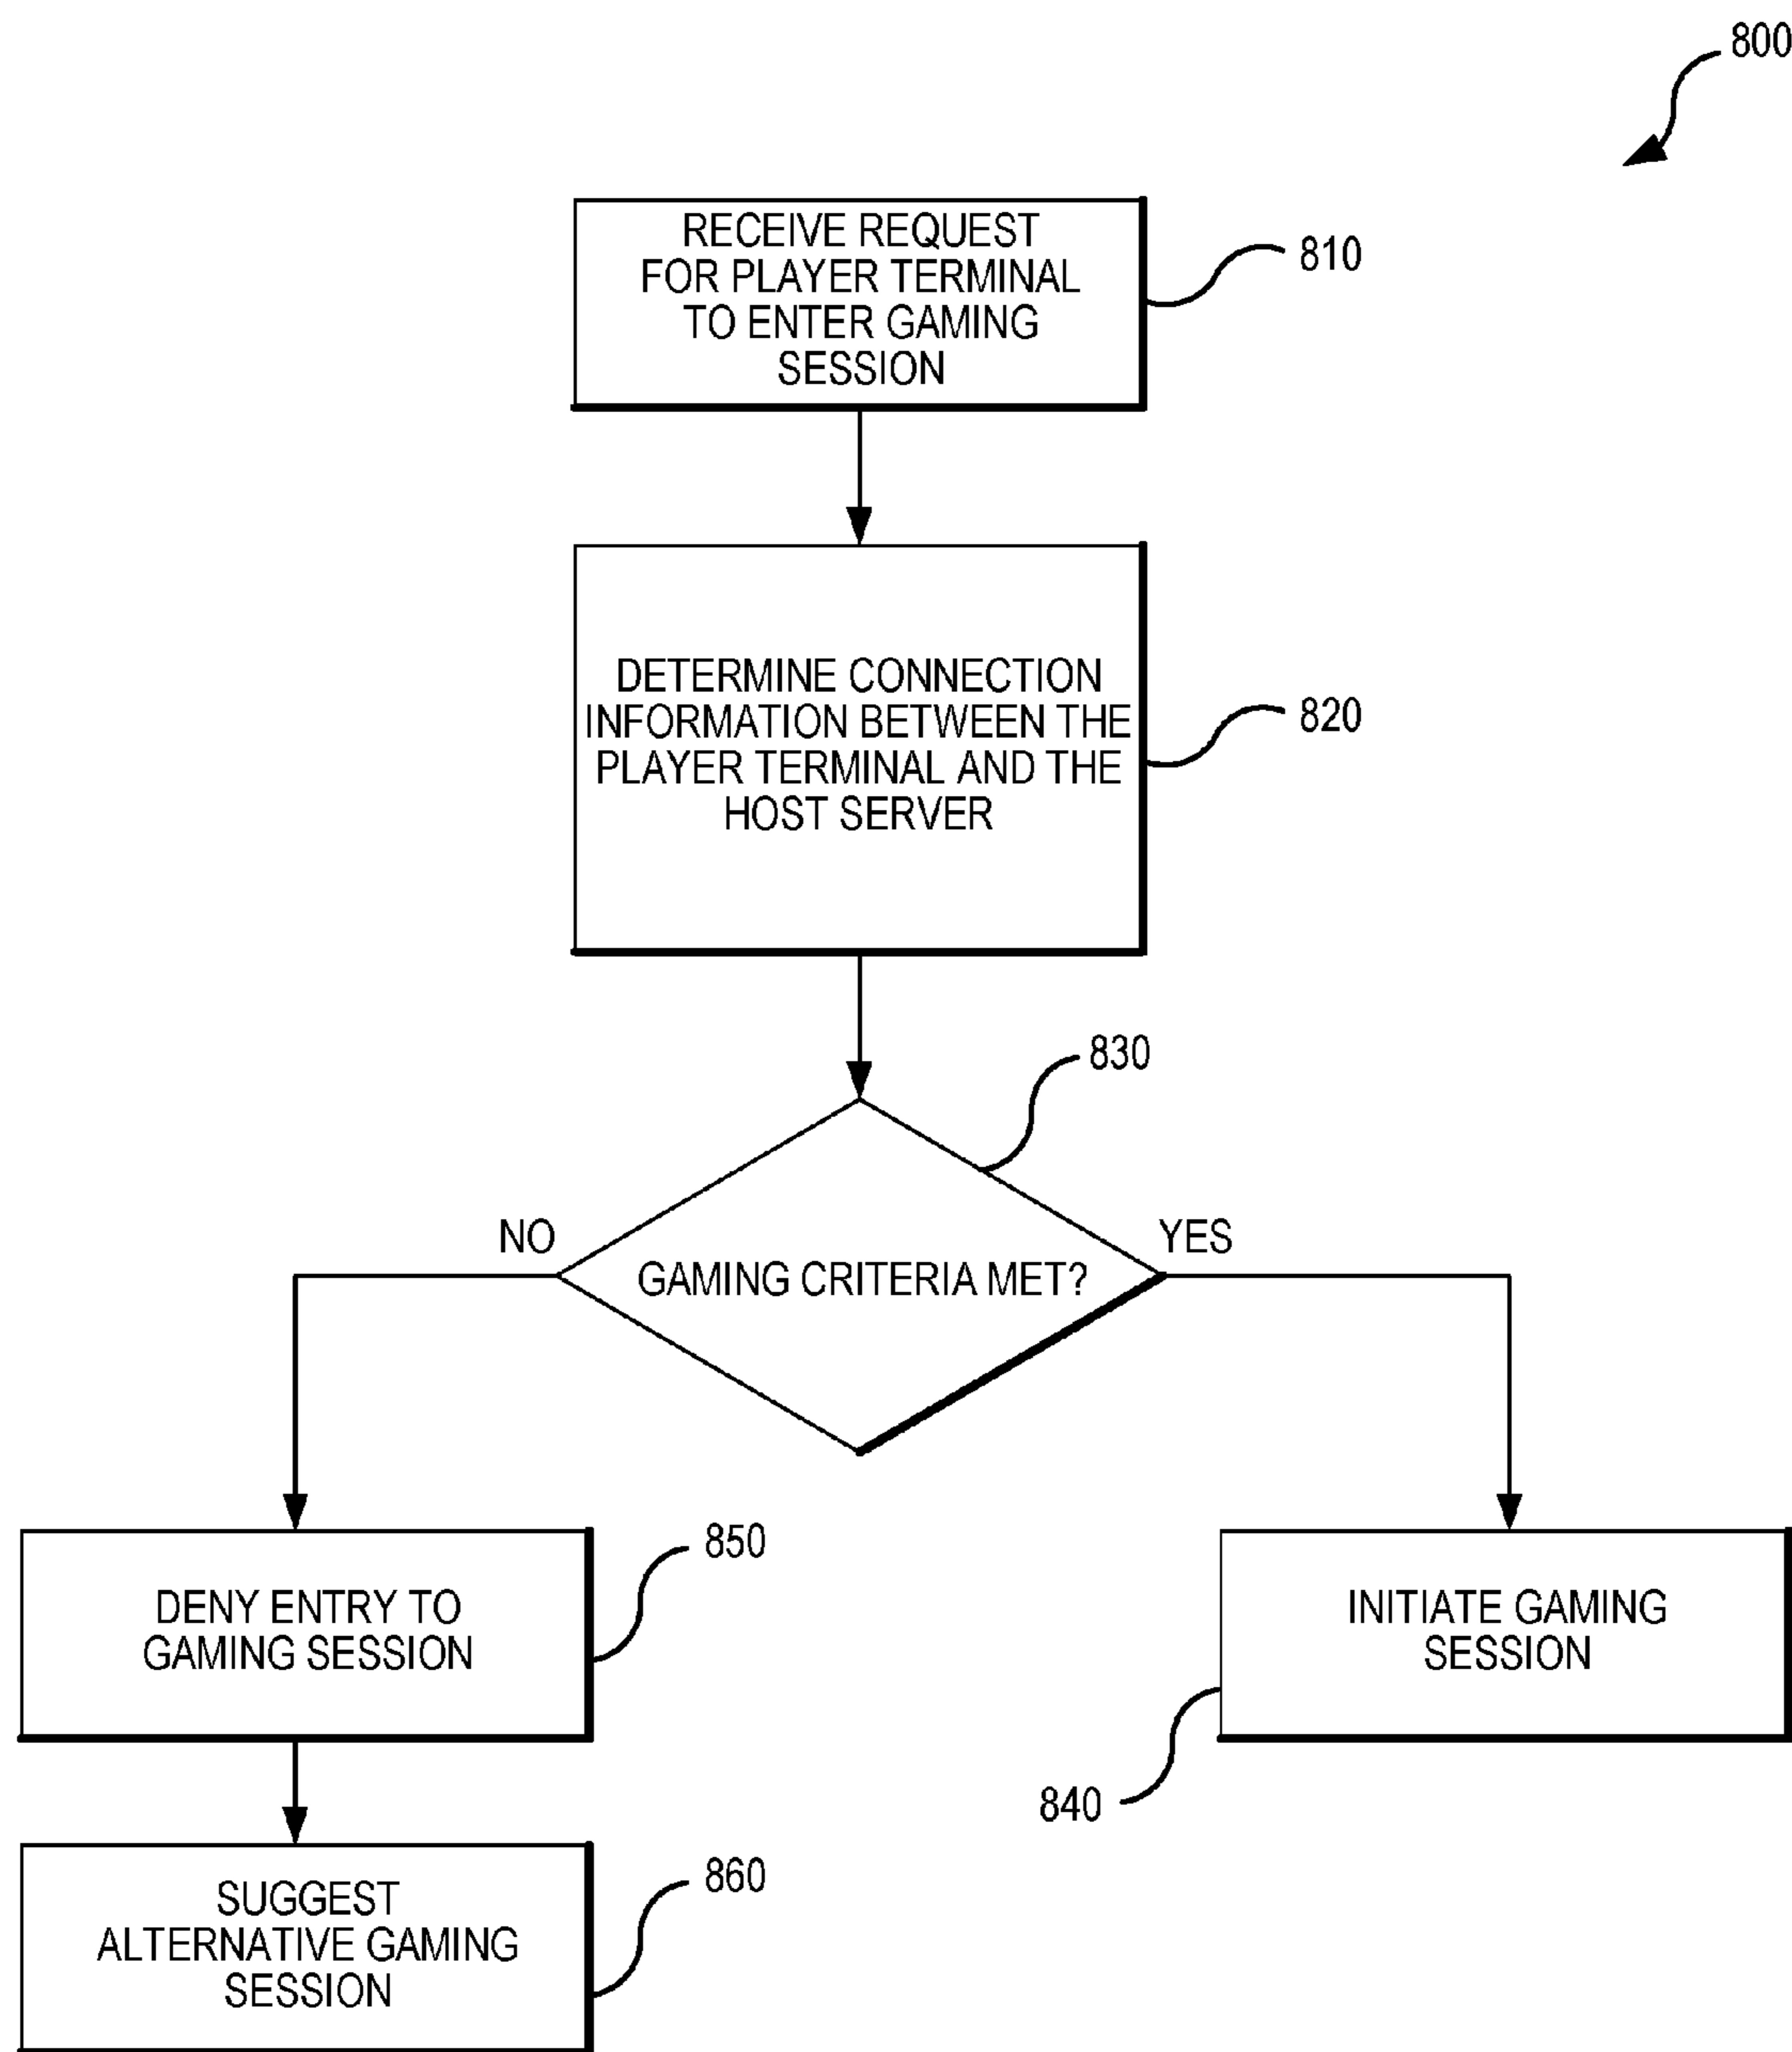 800
RECEIVE REQUEST
FOR PLAYER TERMINAL
TO ENTER GAMING
SESSION
810
DETERMINE CONNECTION
INFORMATION BETWEEN THE
PLAYER TERMINAL AND THE
HOST SERVER
820
830
NO
GAMING CRITERIA MET?
YES
DENY ENTRY TO
GAMING SESSION
850
INITIATE GAMING
SESSION
840
SUGGEST
ALTERNATIVE GAMING
SESSION
860